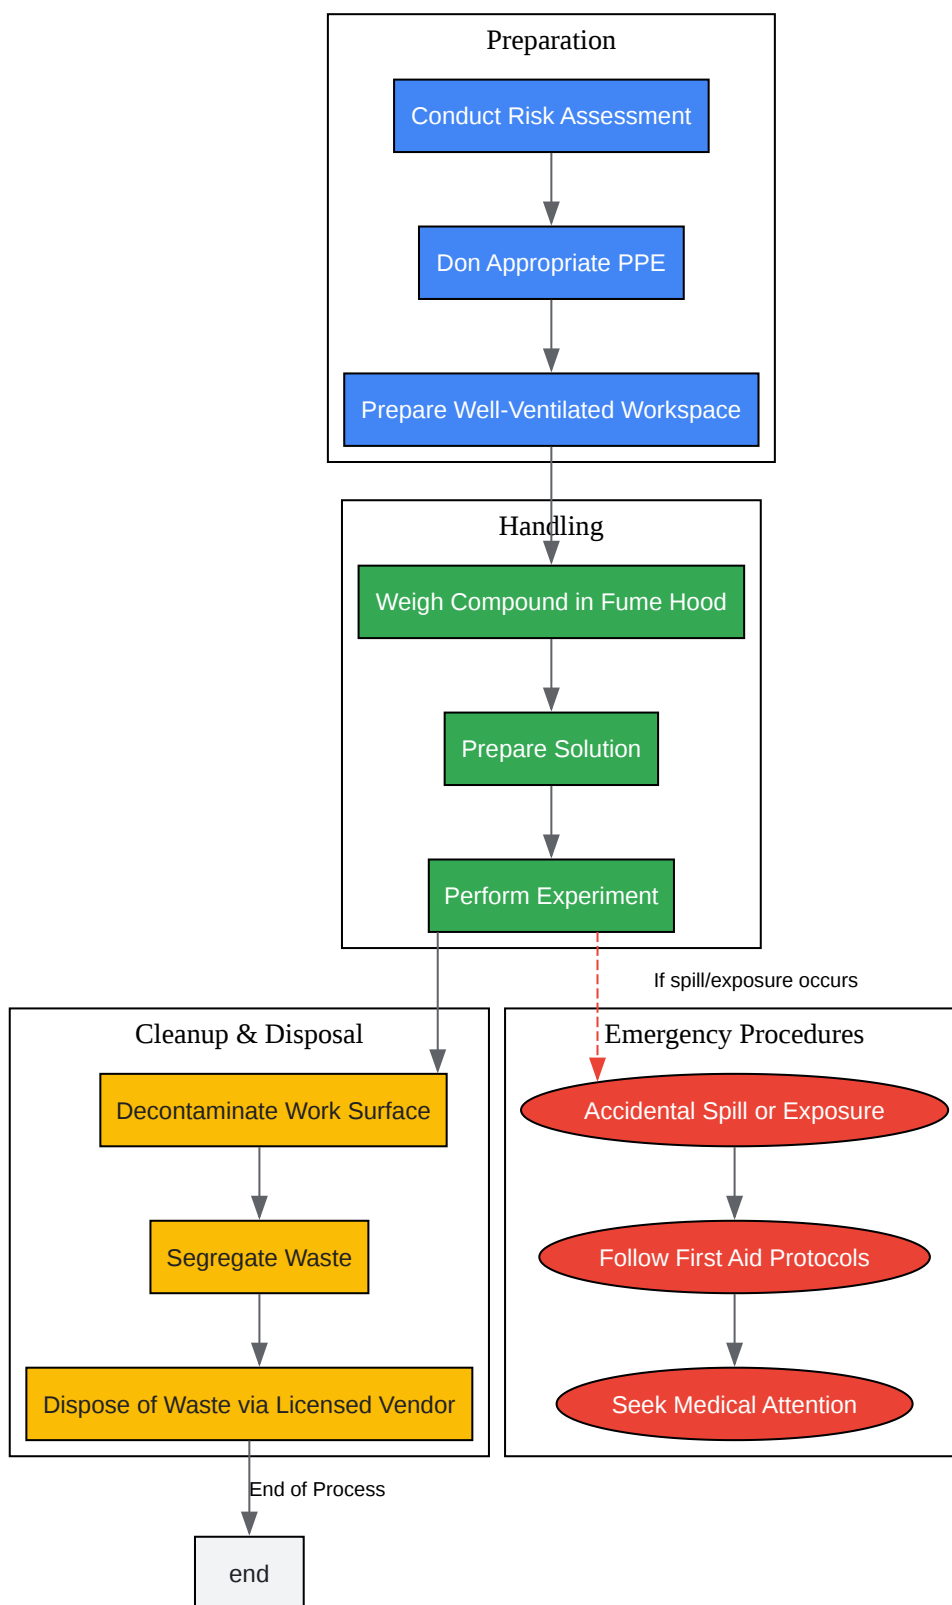 Preparation
Conduct Risk Assessment
Don Appropriate PPE
Prepare Well-Ventilated Workspace
Handling
Weigh Compound in Fume Hood
Prepare Solution
Perform Experiment
If spill/exposure occurs
Cleanup & Disposal
Decontaminate Work Surface
Segregate Waste
Dispose of Waste via Licensed Vendor
End of Process
end
Emergency Procedures
Accidental Spill or Exposure
Follow First Aid Protocols
Seek Medical Attention